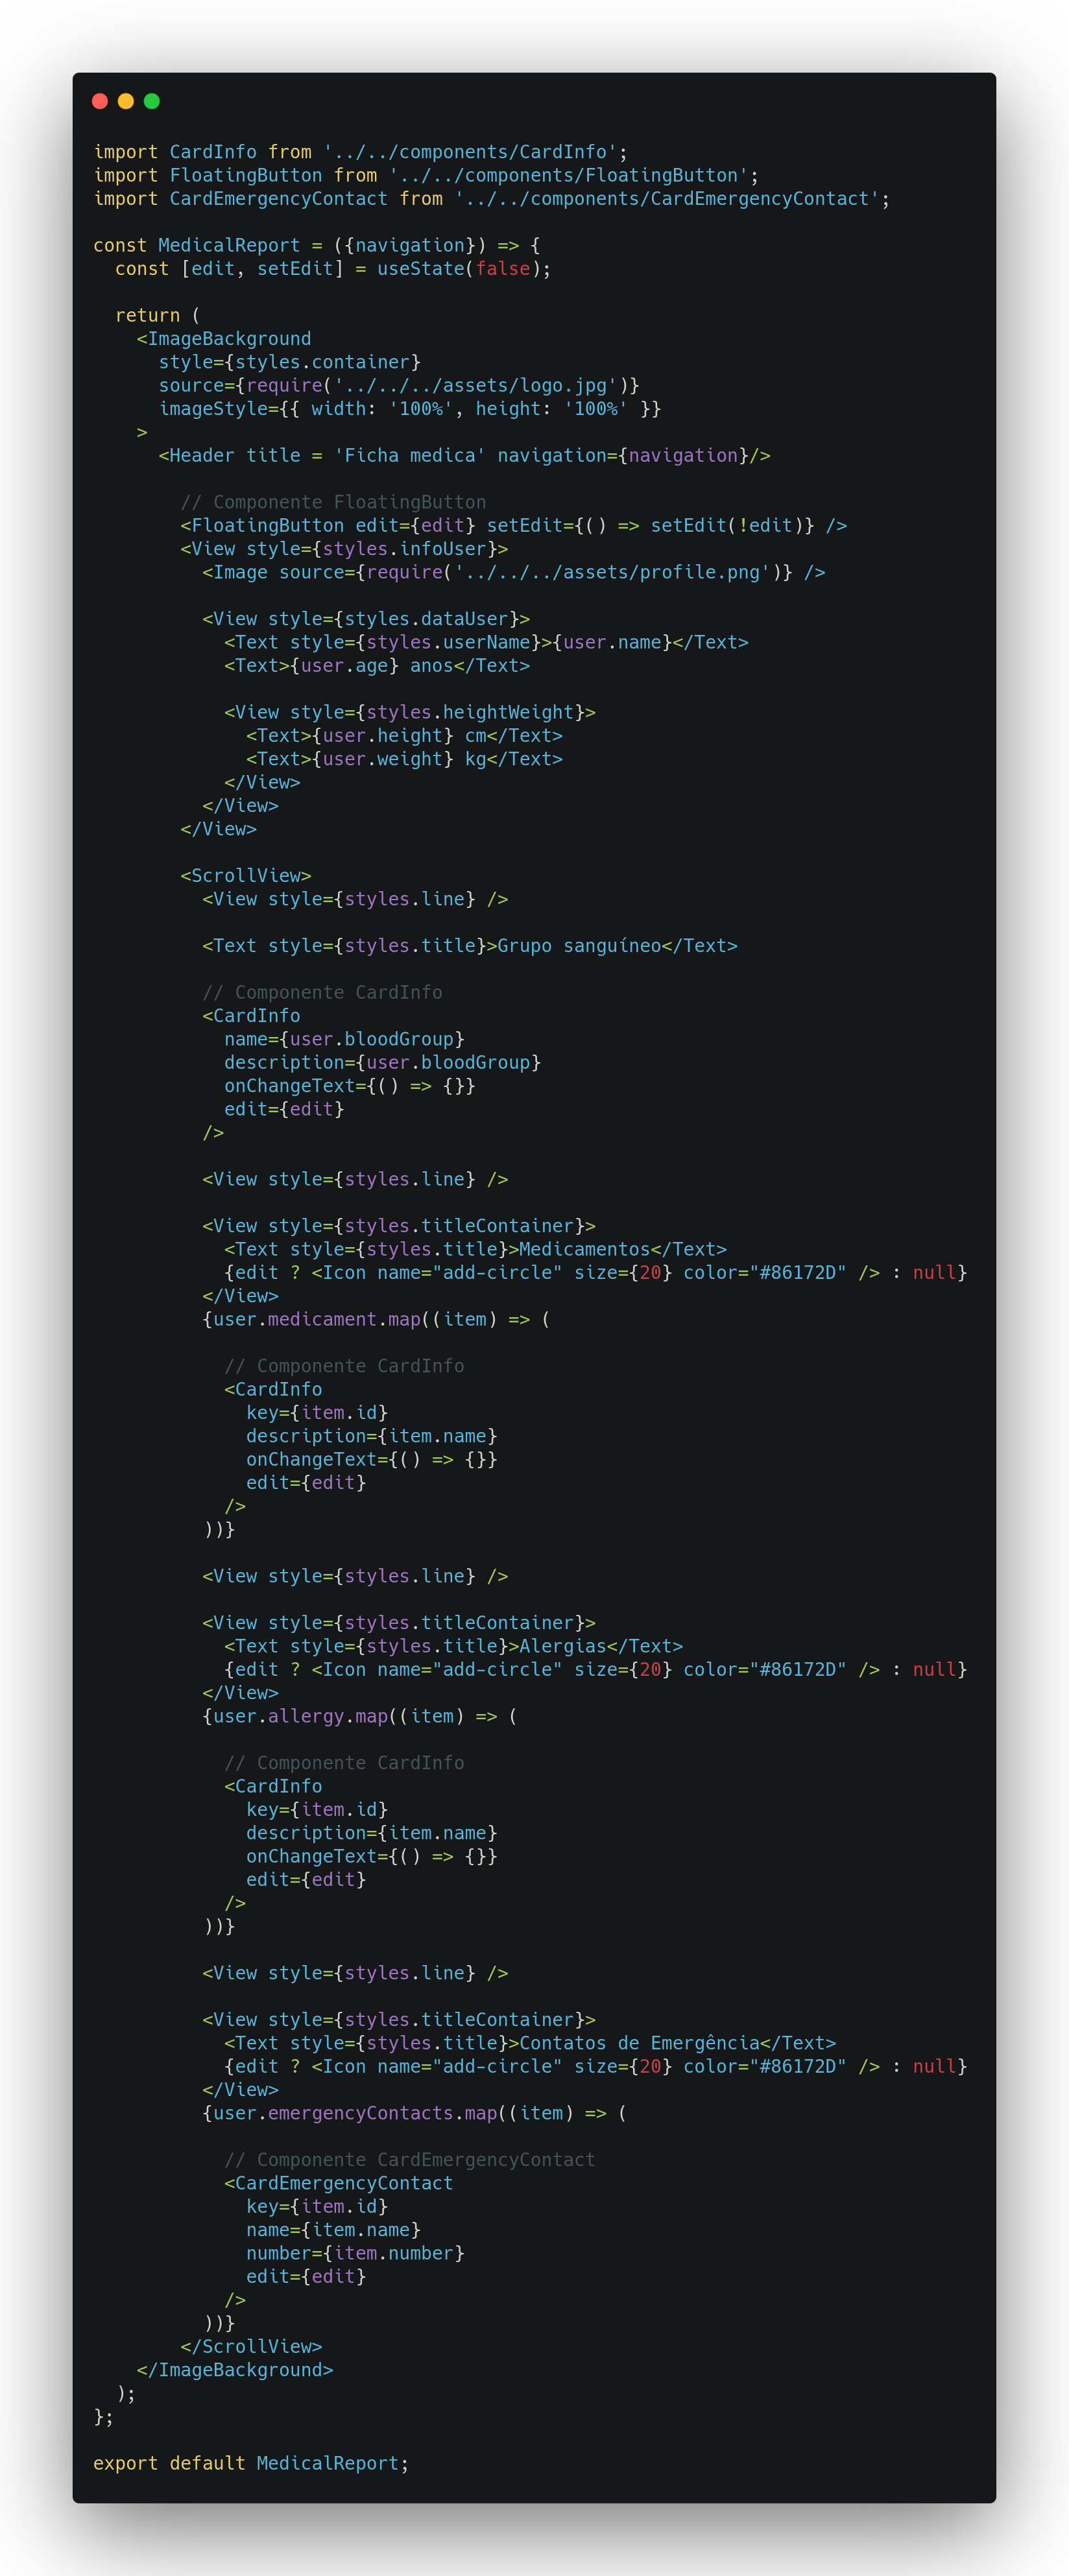 import CardInfo from '../../components/CardInfo';
import FloatingButton from '../../components/FloatingButton';
import CardEmergencyContact from '../../components/CardEmergencyContact';

const MedicalReport = ({navigation}) => {
  const [edit, setEdit] = useState(false);

  return (
    <ImageBackground
      style={styles.container}
      source={require('../../../assets/logo.jpg')}
      imageStyle={{ width: '100%', height: '100%' }}
    >
      <Header title = 'Ficha medica' navigation={navigation}/>

        // Componente FloatingButton
        <FloatingButton edit={edit} setEdit={() => setEdit(!edit)} />
        <View style={styles.infoUser}>
          <Image source={require('../../../assets/profile.png')} />

          <View style={styles.dataUser}>
            <Text style={styles.userName}>{user.name}</Text>
            <Text>{user.age} anos</Text>

            <View style={styles.heightWeight}>
              <Text>{user.height} cm</Text>
              <Text>{user.weight} kg</Text>
            </View>
          </View>
        </View>

        <ScrollView>
          <View style={styles.line} />

          <Text style={styles.title}>Grupo sanguíneo</Text>

          // Componente CardInfo
          <CardInfo
            name={user.bloodGroup}
            description={user.bloodGroup}
            onChangeText={() => {}}
            edit={edit}
          />

          <View style={styles.line} />

          <View style={styles.titleContainer}>
            <Text style={styles.title}>Medicamentos</Text>
            {edit ? <Icon name="add-circle" size={20} color="#86172D" /> : null}
          </View>
          {user.medicament.map((item) => (

            // Componente CardInfo
            <CardInfo
              key={item.id}
              description={item.name}
              onChangeText={() => {}}
              edit={edit}
            />
          ))}

          <View style={styles.line} />

          <View style={styles.titleContainer}>
            <Text style={styles.title}>Alergias</Text>
            {edit ? <Icon name="add-circle" size={20} color="#86172D" /> : null}
          </View>
          {user.allergy.map((item) => (

            // Componente CardInfo
            <CardInfo
              key={item.id}
              description={item.name}
              onChangeText={() => {}}
              edit={edit}
            />
          ))}

          <View style={styles.line} />

          <View style={styles.titleContainer}>
            <Text style={styles.title}>Contatos de Emergência</Text>
            {edit ? <Icon name="add-circle" size={20} color="#86172D" /> : null}
          </View>
          {user.emergencyContacts.map((item) => (

            // Componente CardEmergencyContact
            <CardEmergencyContact
              key={item.id}
              name={item.name}
              number={item.number}
              edit={edit}
            />
          ))}
        </ScrollView>
    </ImageBackground>
  );
};

export default MedicalReport;